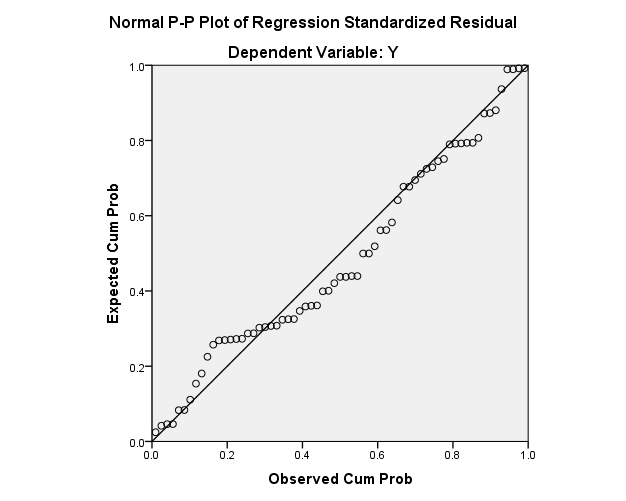 Normal P-P Plot of Regression Standardized Residual
Dependent Variable: Y
Expected Cum Prob
1.0
0.8
0.6
0.4
0.2
0.0
0.0 0.2 0.4 0.6 0.8 1.0
Observed Cum Prob